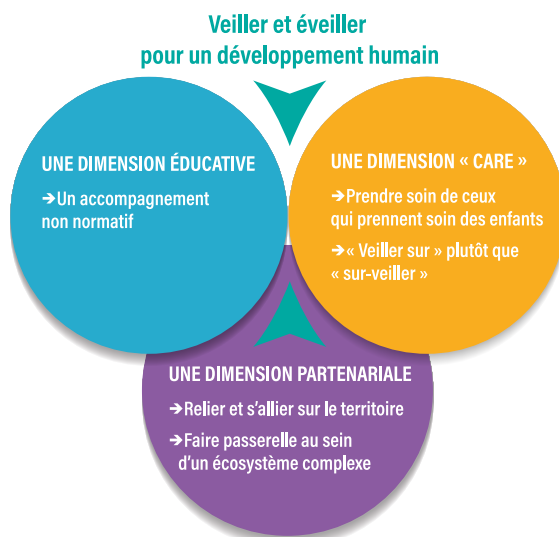 Veiller et éveiller
pour un développement humain
UNE DIMENSION ÉDUCATIVE
➔Un accompagnement
non normatif
UNE DIMENSION « CARE »
➔Prendre soin de ceux
qui prennent soin des enfants
➔« Veiller sur » plutôt que
« sur-veiller »
UNE DIMENSION PARTENARIALE
➔Relier et s’allier sur le territoire
➔Faire passerelle au sein
d’un écosystème complexe